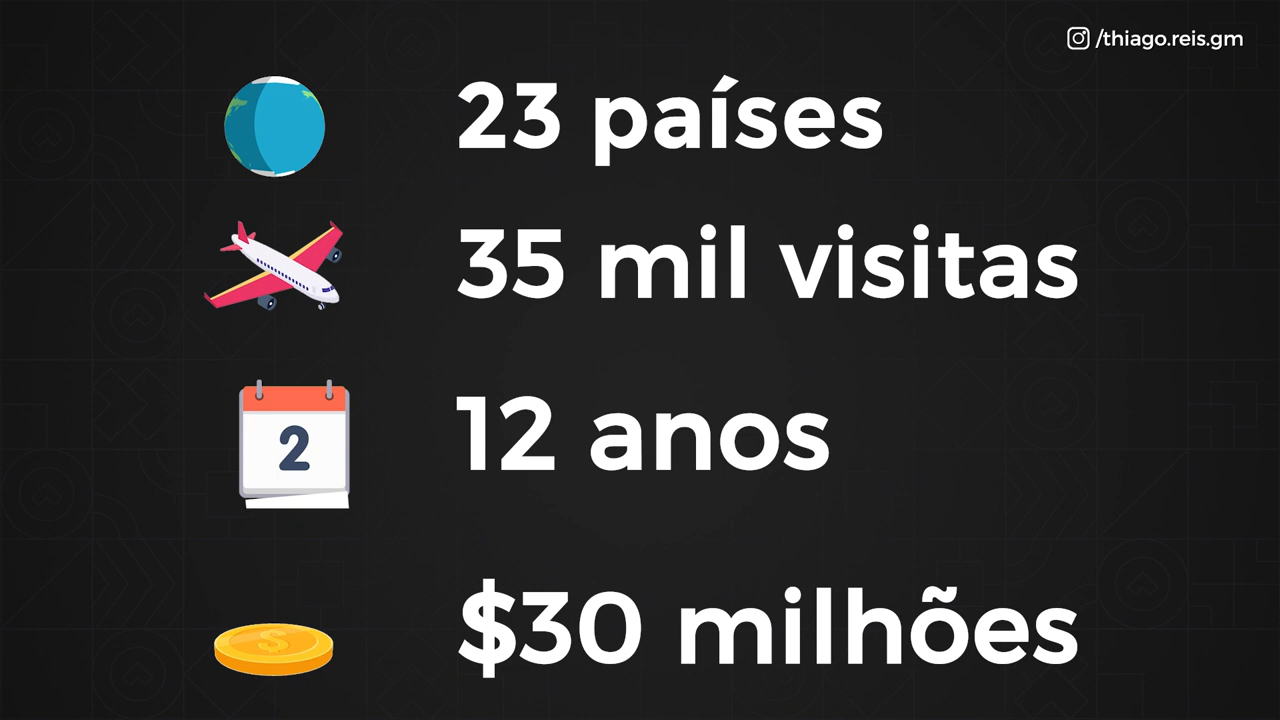 /thiago.reis.gm
23 países
35 mil visitas
2
12 anos
$30 milhões
$